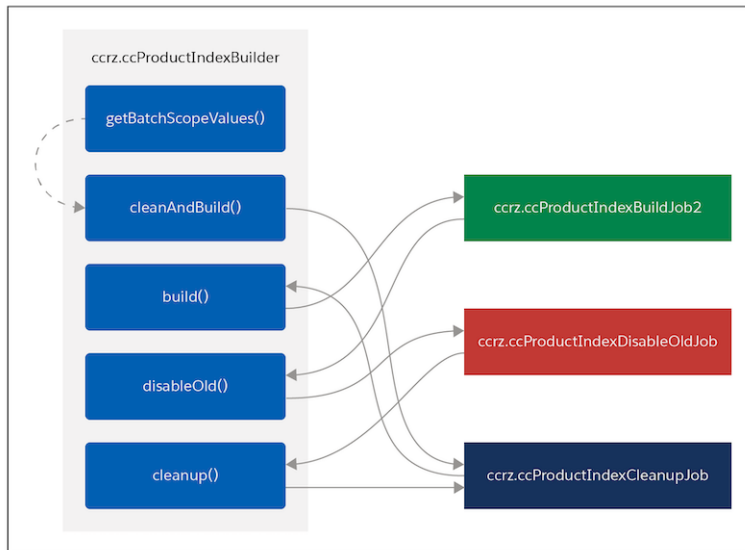 ccrz.ccProductIndexBuilder
getBatchScopeValues()
cleanAndBuild()
build()
disableOld()
cleanup()
ccrz.ccProductIndexBuildJob2
ccrz.ccProductIndexDisableOldJob
ccrz.ccProductIndexCleanupJob